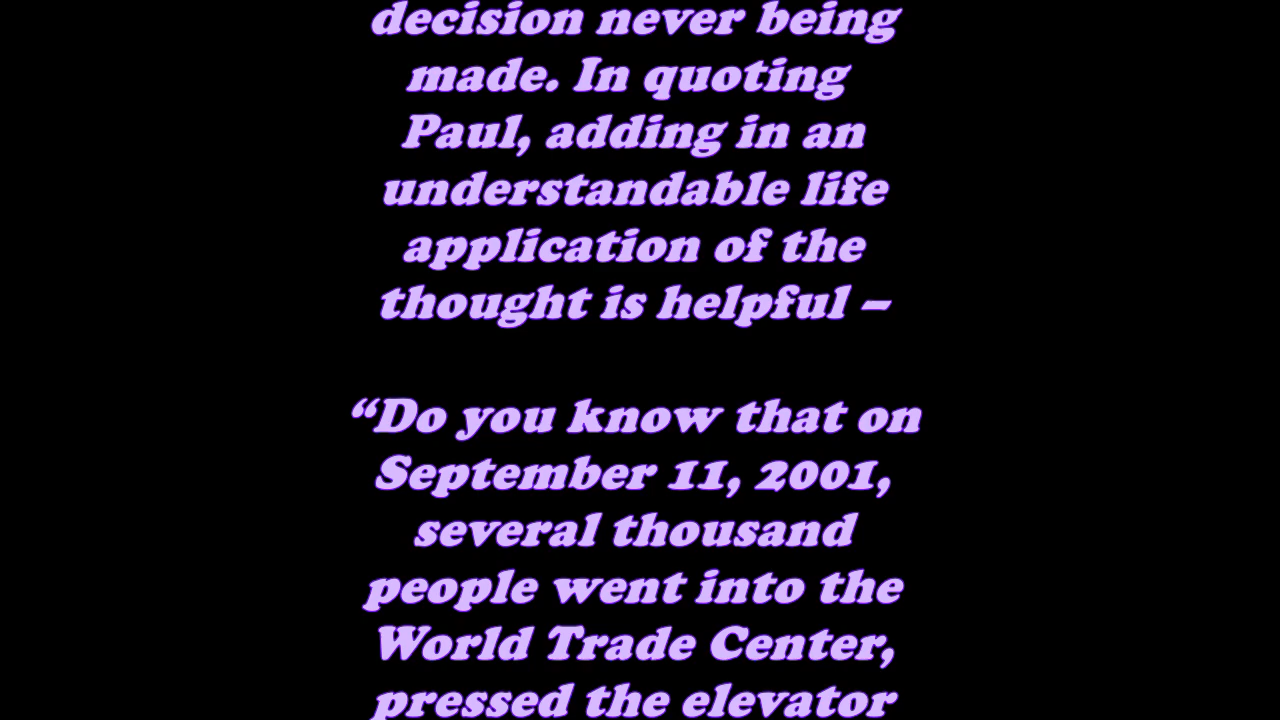 decision never being
made. In quoting
Paul, adding in an
understandable life
application of the
thought is helpful –
“Do you know that on
September 11, 2001,
several thousand
people went into the
World Trade Center,
pressed the elevator